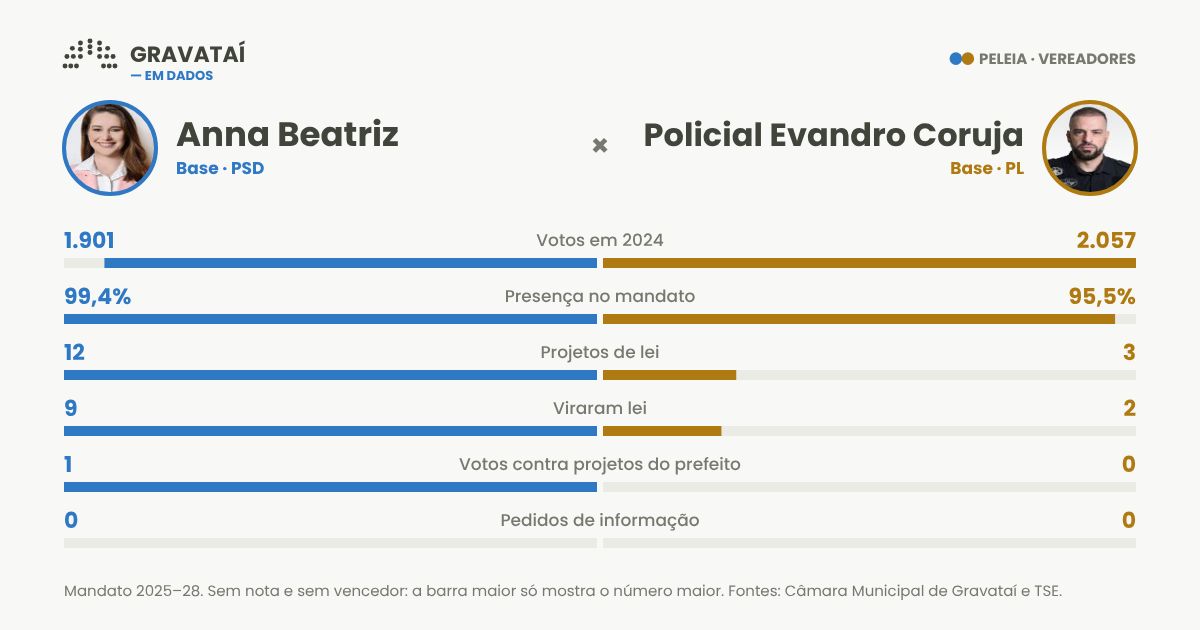 GRAVATAÍ
— EM DADOS
PELEIA · VEREADORES
Anna Beatriz
Base · PSD
×
Policial Evandro Coruja
Base · PL
1.901 Votos em 2024 2.057
99,4% Presença no mandato 95,5%
12 Projetos de lei 3
9 Viraram lei 2
1 Votos contra projetos do prefeito 0
0 Pedidos de informação 0
Mandato 2025–28. Sem nota e sem vencedor: a barra maior só mostra o número maior. Fontes: Câmara Municipal de Gravataí e TSE.